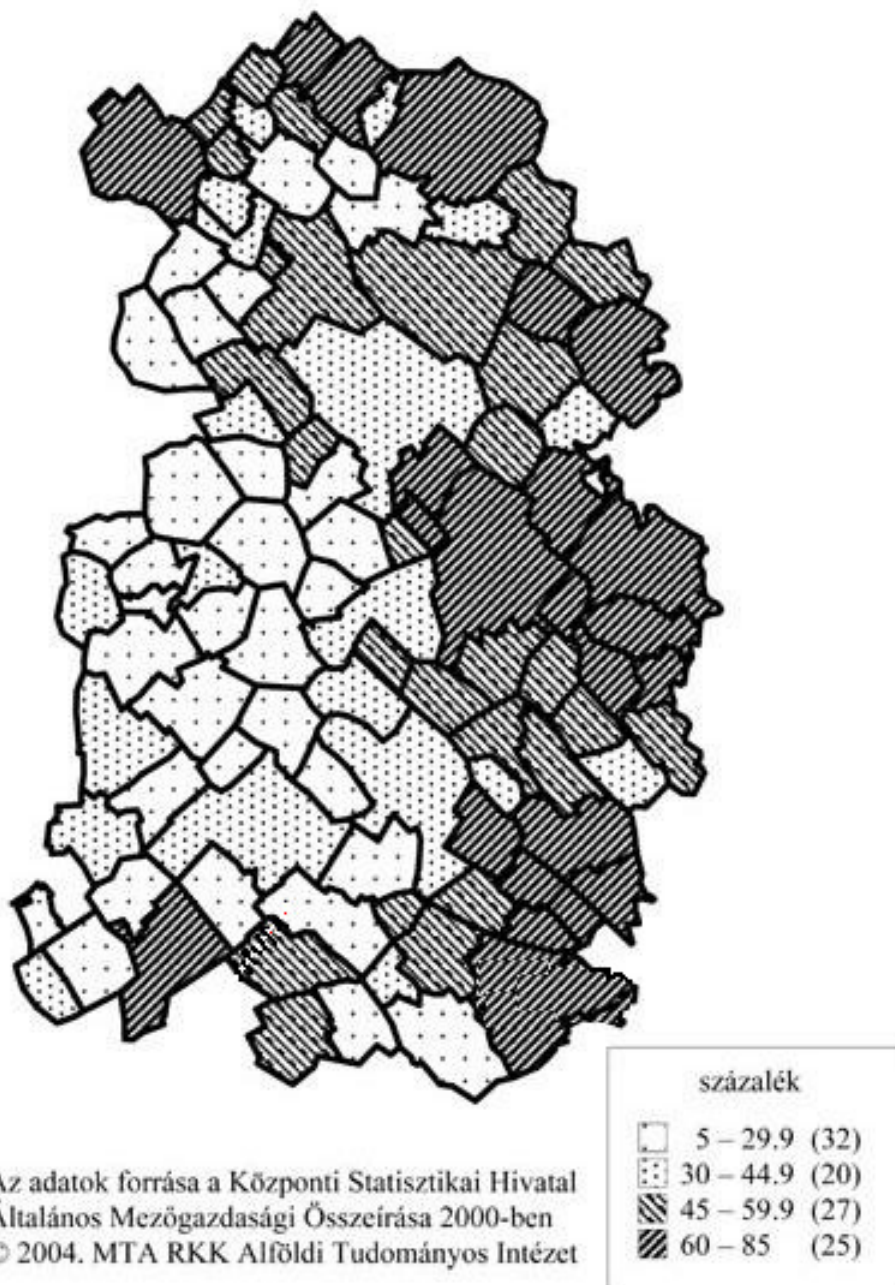 százalék
5 – 29.9 (32)
30 – 44.9 (20)
45 – 59.9 (27)
60 – 85 (25)
Az adatok forrása a Központi Statisztikai Hivatal
Általános Mezõgazdasági Összeírása 2000-ben
© 2004. MTA RKK Alföldi Tudományos Intézet